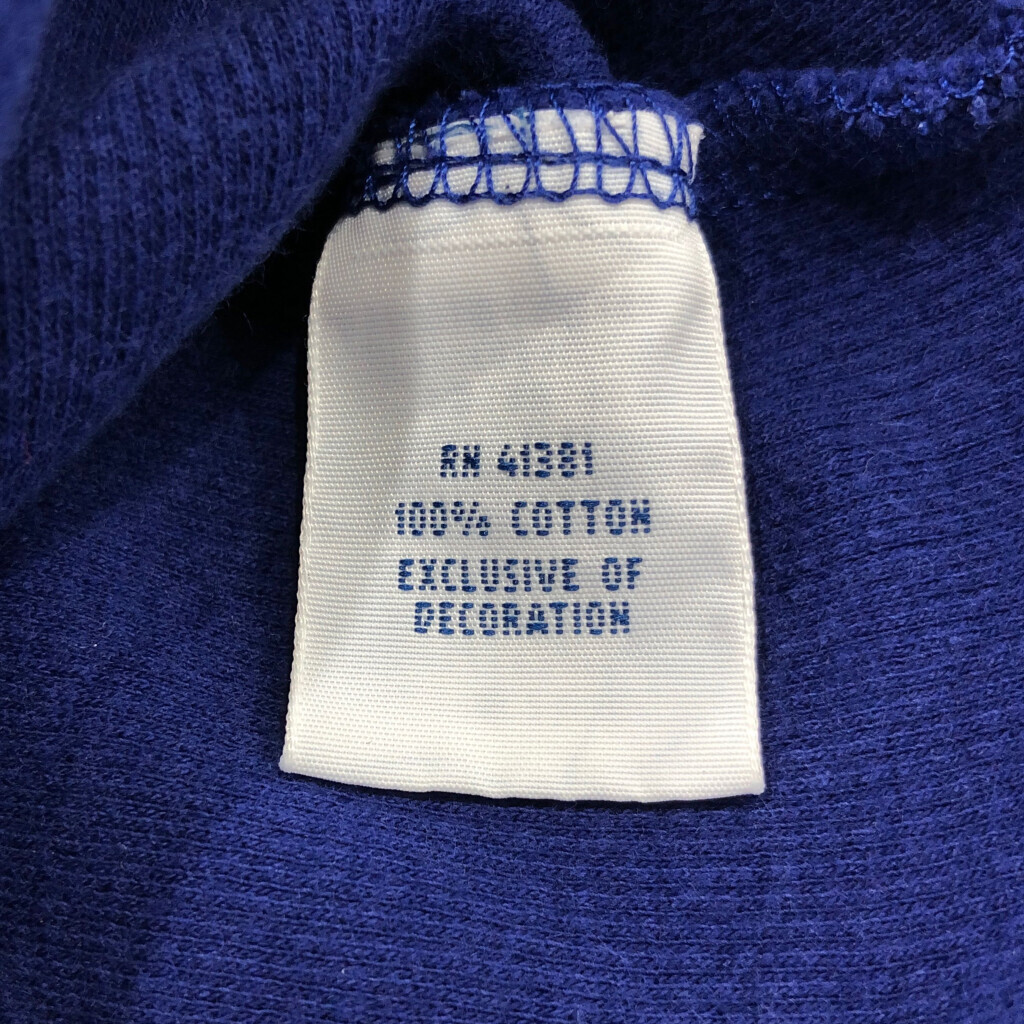 RN 41381
100% COTTON
EXCLUSIVE OF
DECORATION